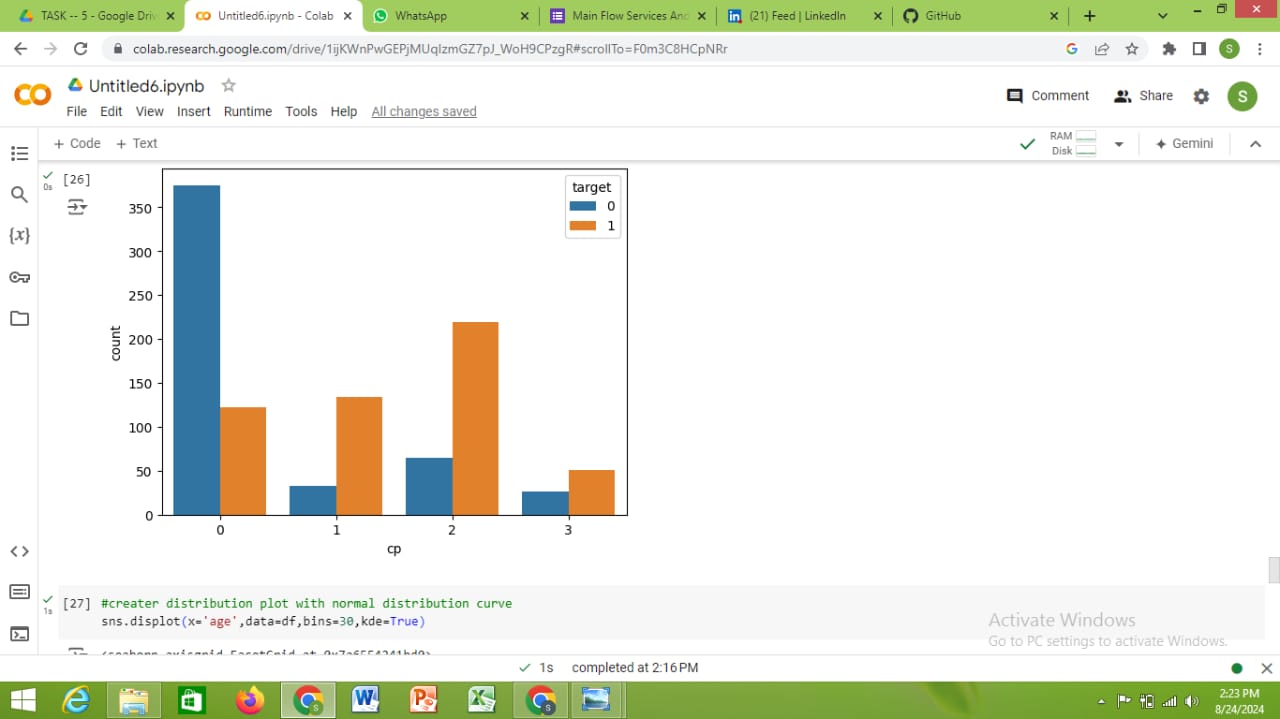 TASK -- 5 - Google Driv
Untitled6.ipynb - Colab
WhatsApp
Main Flow Services And
(21) Feed | LinkedIn
GitHub
colab.research.google.com/drive/1ijKWnPwGEPjMUqIzmGZ7pJ_WoH9CPzgR#scrollTo=F0m3C8HCpNRr
S
Untitled6.ipynb
Comment
Share
S
File Edit View Insert Runtime Tools Help All changes saved
+ Code + Text
RAM
Disk
Gemini
[26]
0s
{x}
target
0
1
350
300
250
200
150
100
50
0
count
0 1 2 3
cp
[27] #creater distribution plot with normal distribution curve
1s
sns.displot(x='age',data=df,bins=30,kde=True)
Activate Windows
Go to PC settings to activate Windows.
1s completed at 2:16 PM
2:23 PM
8/24/2024